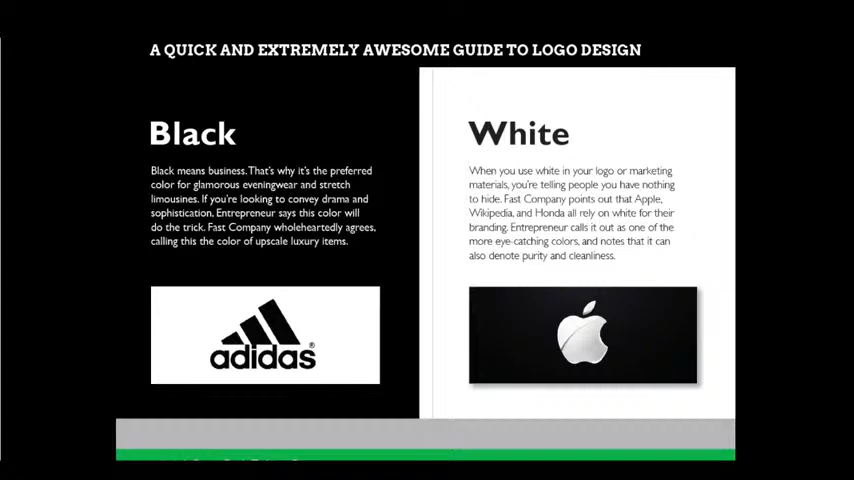 A QUICK AND EXTREMELY AWESOME GUIDE TO LOGO DESIGN
Black
Black means business. That's why it's the preferred
color for glamorous eveningwear and stretch
limousines. If you're looking to convey drama and
sophistication, Entrepreneur says this color will
do the trick. Fast Company wholeheartedly agrees,
calling this the color of upscale luxury items.
adidas®
White
When you use white in your logo or marketing
materials, you're telling people you have nothing
to hide. Fast Company points out that Apple,
Wikipedia, and Honda all rely on white for their
branding. Entrepreneur calls it out as one of the
more eye-catching colors, and notes that it can
also denote purity and cleanliness.